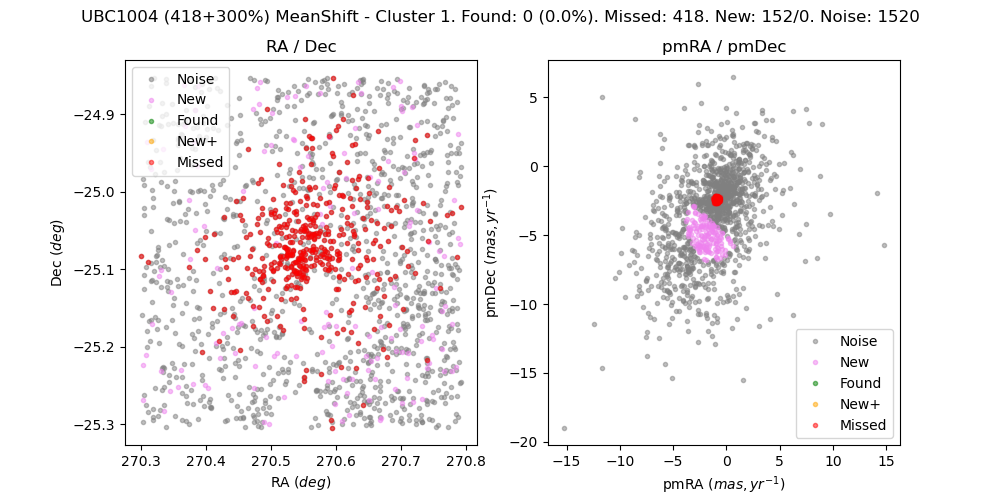 UBC1004 (418+300%) MeanShift - Cluster 1. Found: 0 (0.0%). Missed: 418. New: 152/0. Noise: 1520
RA / Dec
Noise
New
Found
New+
Missed
−24.9
−25.0
−25.1
−25.2
−25.3
Dec (deg)
270.3 270.4 270.5 270.6 270.7 270.8
RA (deg)
pmRA / pmDec
5
0
−5
−10
−15
−20
pmDec (mas, yr⁻¹)
Noise
New
Found
New+
Missed
−15 −10 −5 0 5 10 15
pmRA (mas, yr⁻¹)